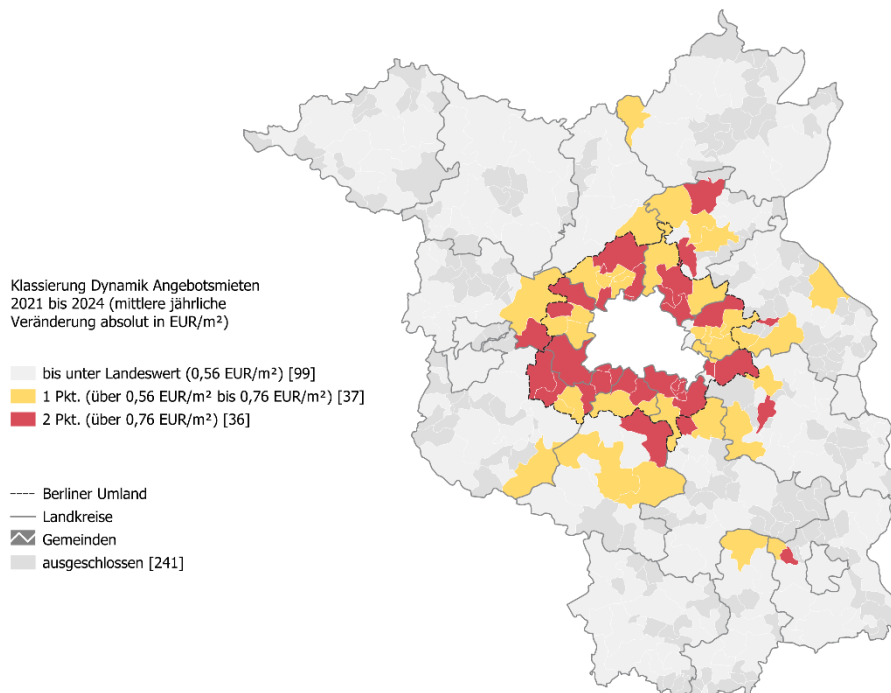 Klassierung Dynamik Angebotsmieten
2021 bis 2024 (mittlere jährliche
Veränderung absolut in EUR/m²)
bis unter Landeswert (0,56 EUR/m²) [99]
1 Pkt. (über 0,56 EUR/m² bis 0,76 EUR/m²) [37]
2 Pkt. (über 0,76 EUR/m²) [36]
Berliner Umland
Landkreise
Gemeinden
ausgeschlossen [241]